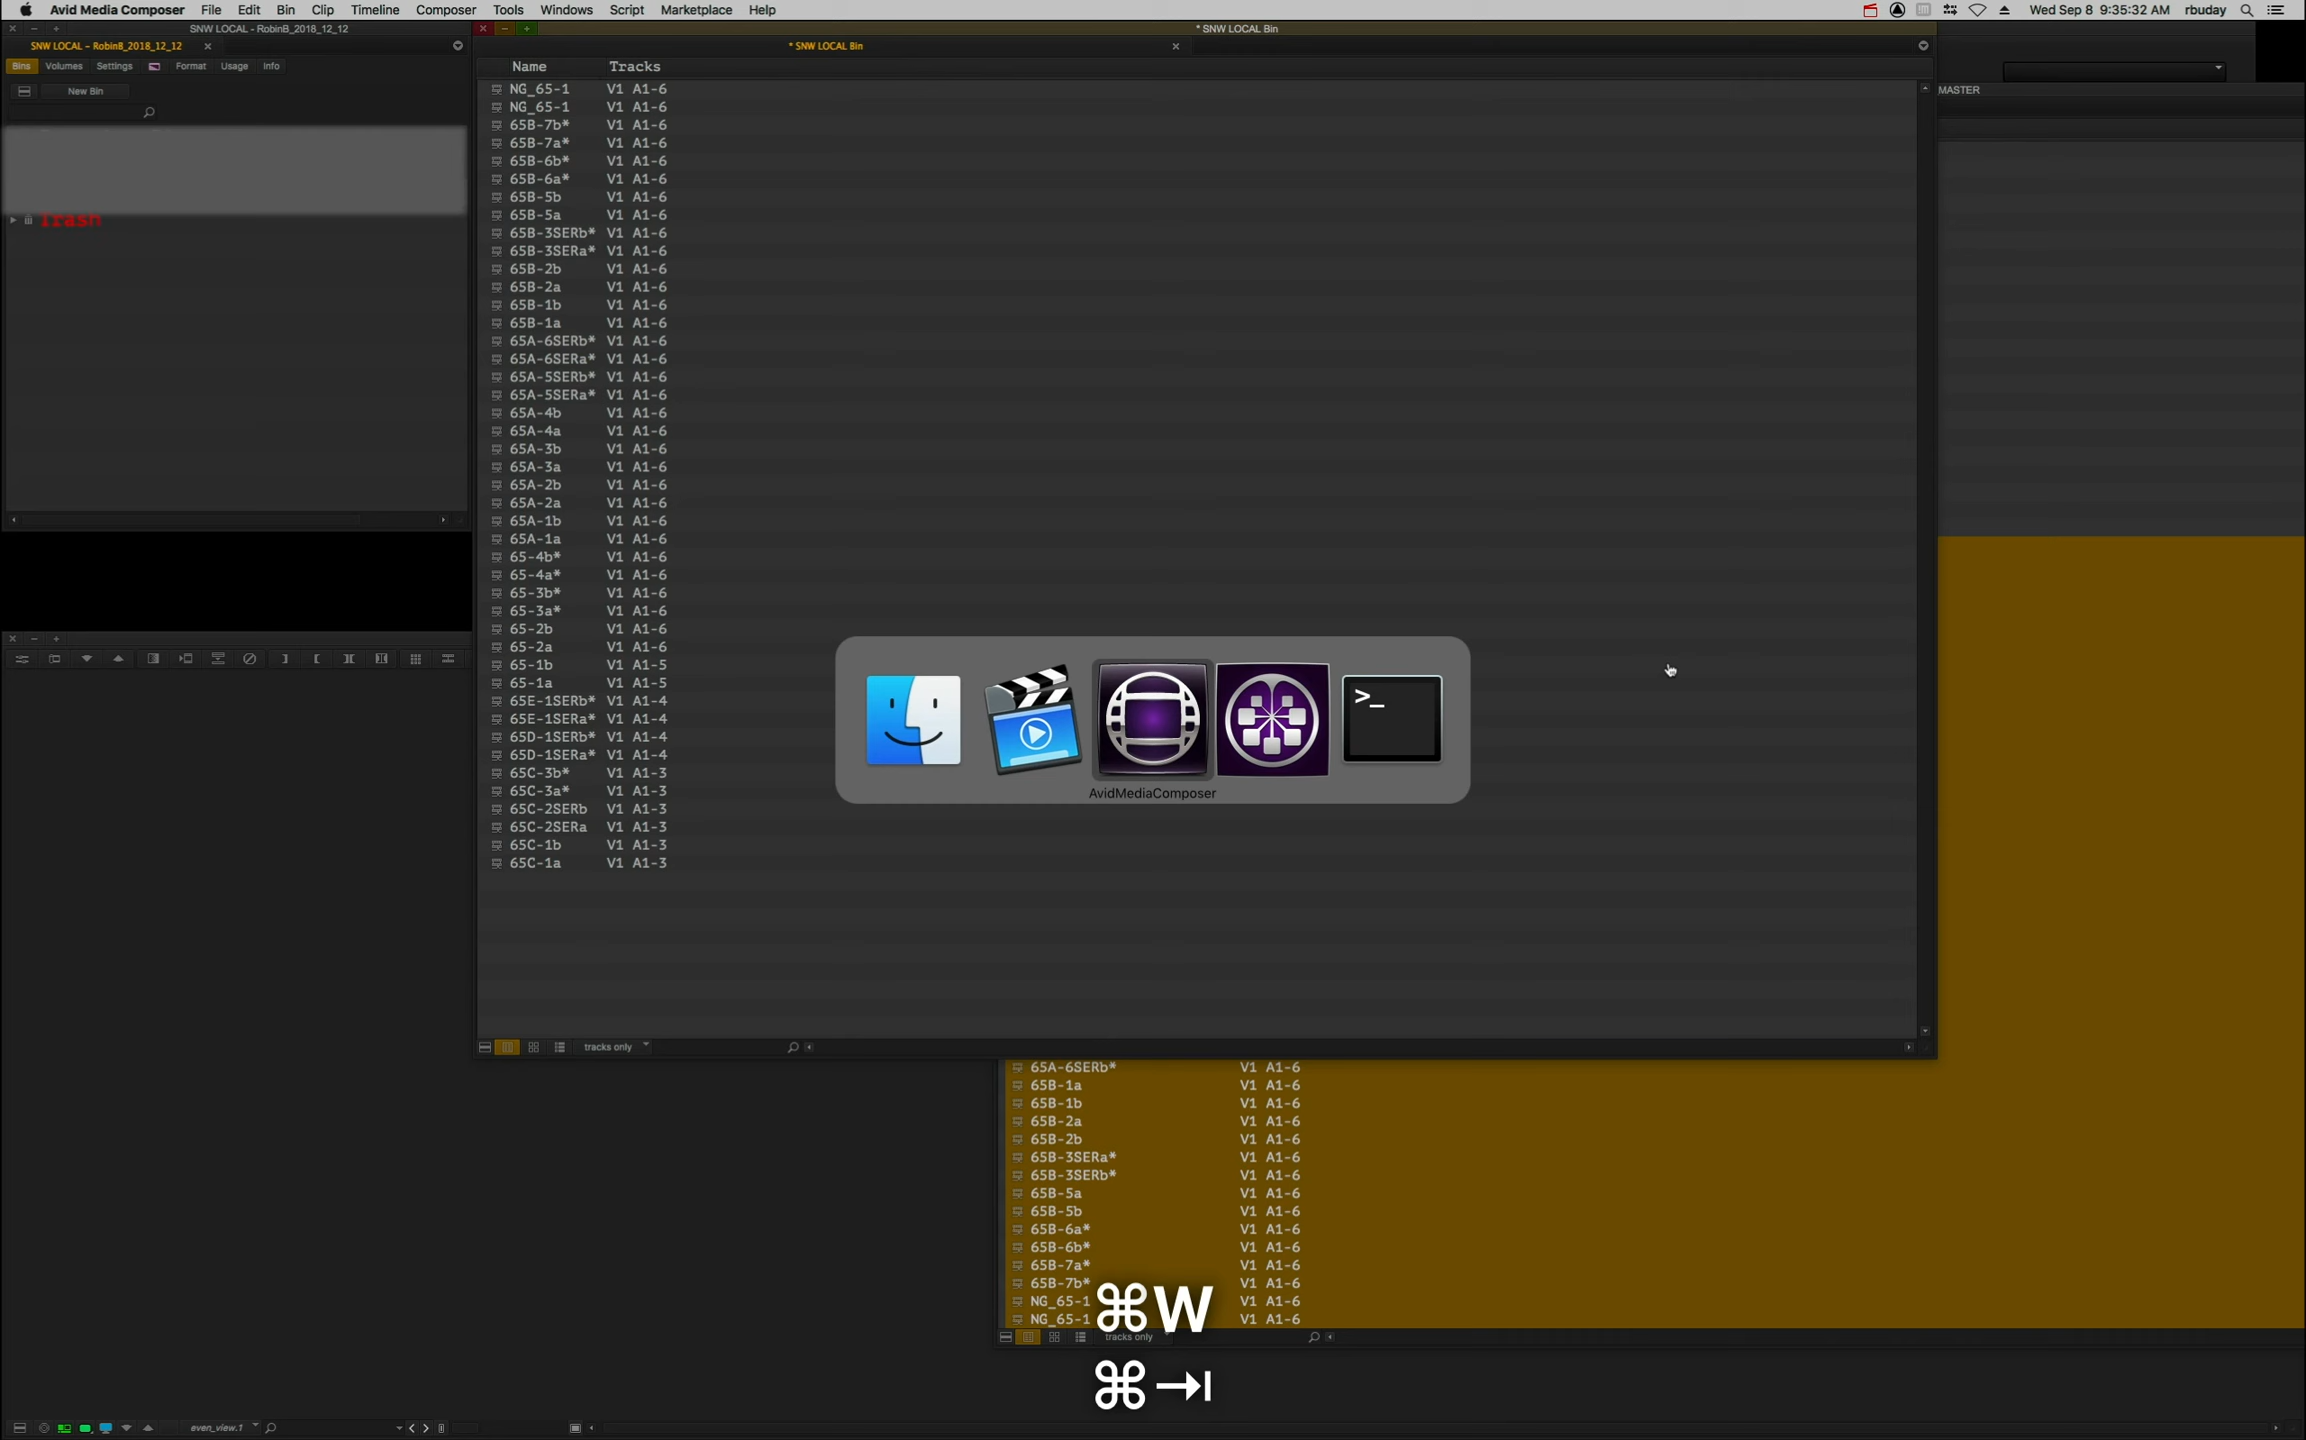 Avid Media Composer File Edit Bin Clip Timeline Composer Tools Windows Script Marketplace Help Wed Sep 8 9:35:32 AM rbuday
SNW LOCAL - RobinB_2018_12_12
SNW LOCAL - RobinB_2018_12_12
Bins Volumes Settings Format Usage Info
New Bin
Trash
* SNW LOCAL Bin
* SNW LOCAL Bin
MASTER
Name Tracks
NG_65-1 V1 A1-6
NG_65-1 V1 A1-6
65B-7b* V1 A1-6
65B-7a* V1 A1-6
65B-6b* V1 A1-6
65B-6a* V1 A1-6
65B-5b V1 A1-6
65B-5a V1 A1-6
65B-3SERb* V1 A1-6
65B-3SERa* V1 A1-6
65B-2b V1 A1-6
65B-2a V1 A1-6
65B-1b V1 A1-6
65B-1a V1 A1-6
65A-6SERb* V1 A1-6
65A-6SERa* V1 A1-6
65A-5SERb* V1 A1-6
65A-5SERa* V1 A1-6
65A-4b V1 A1-6
65A-4a V1 A1-6
65A-3b V1 A1-6
65A-3a V1 A1-6
65A-2b V1 A1-6
65A-2a V1 A1-6
65A-1b V1 A1-6
65A-1a V1 A1-6
65-4b* V1 A1-6
65-4a* V1 A1-6
65-3b* V1 A1-6
65-3a* V1 A1-6
65-2b V1 A1-6
65-2a V1 A1-6
65-1b V1 A1-5
65-1a V1 A1-5
65E-1SERb* V1 A1-4
65E-1SERa* V1 A1-4
65D-1SERb* V1 A1-4
65D-1SERa* V1 A1-4
65C-3b* V1 A1-3
65C-3a* V1 A1-3
65C-2SERb V1 A1-3
65C-2SERa V1 A1-3
65C-1b V1 A1-3
65C-1a V1 A1-3
>_
AvidMediaComposer
tracks only
65A-6SERb* V1 A1-6
65B-1a V1 A1-6
65B-1b V1 A1-6
65B-2a V1 A1-6
65B-2b V1 A1-6
65B-3SERa* V1 A1-6
65B-3SERb* V1 A1-6
65B-5a V1 A1-6
65B-5b V1 A1-6
65B-6a* V1 A1-6
65B-6b* V1 A1-6
65B-7a* V1 A1-6
65B-7b* V1 A1-6
NG_65-1 V1 A1-6
NG_65-1 V1 A1-6
tracks only
⌘W
⌘⇥
even_view.1